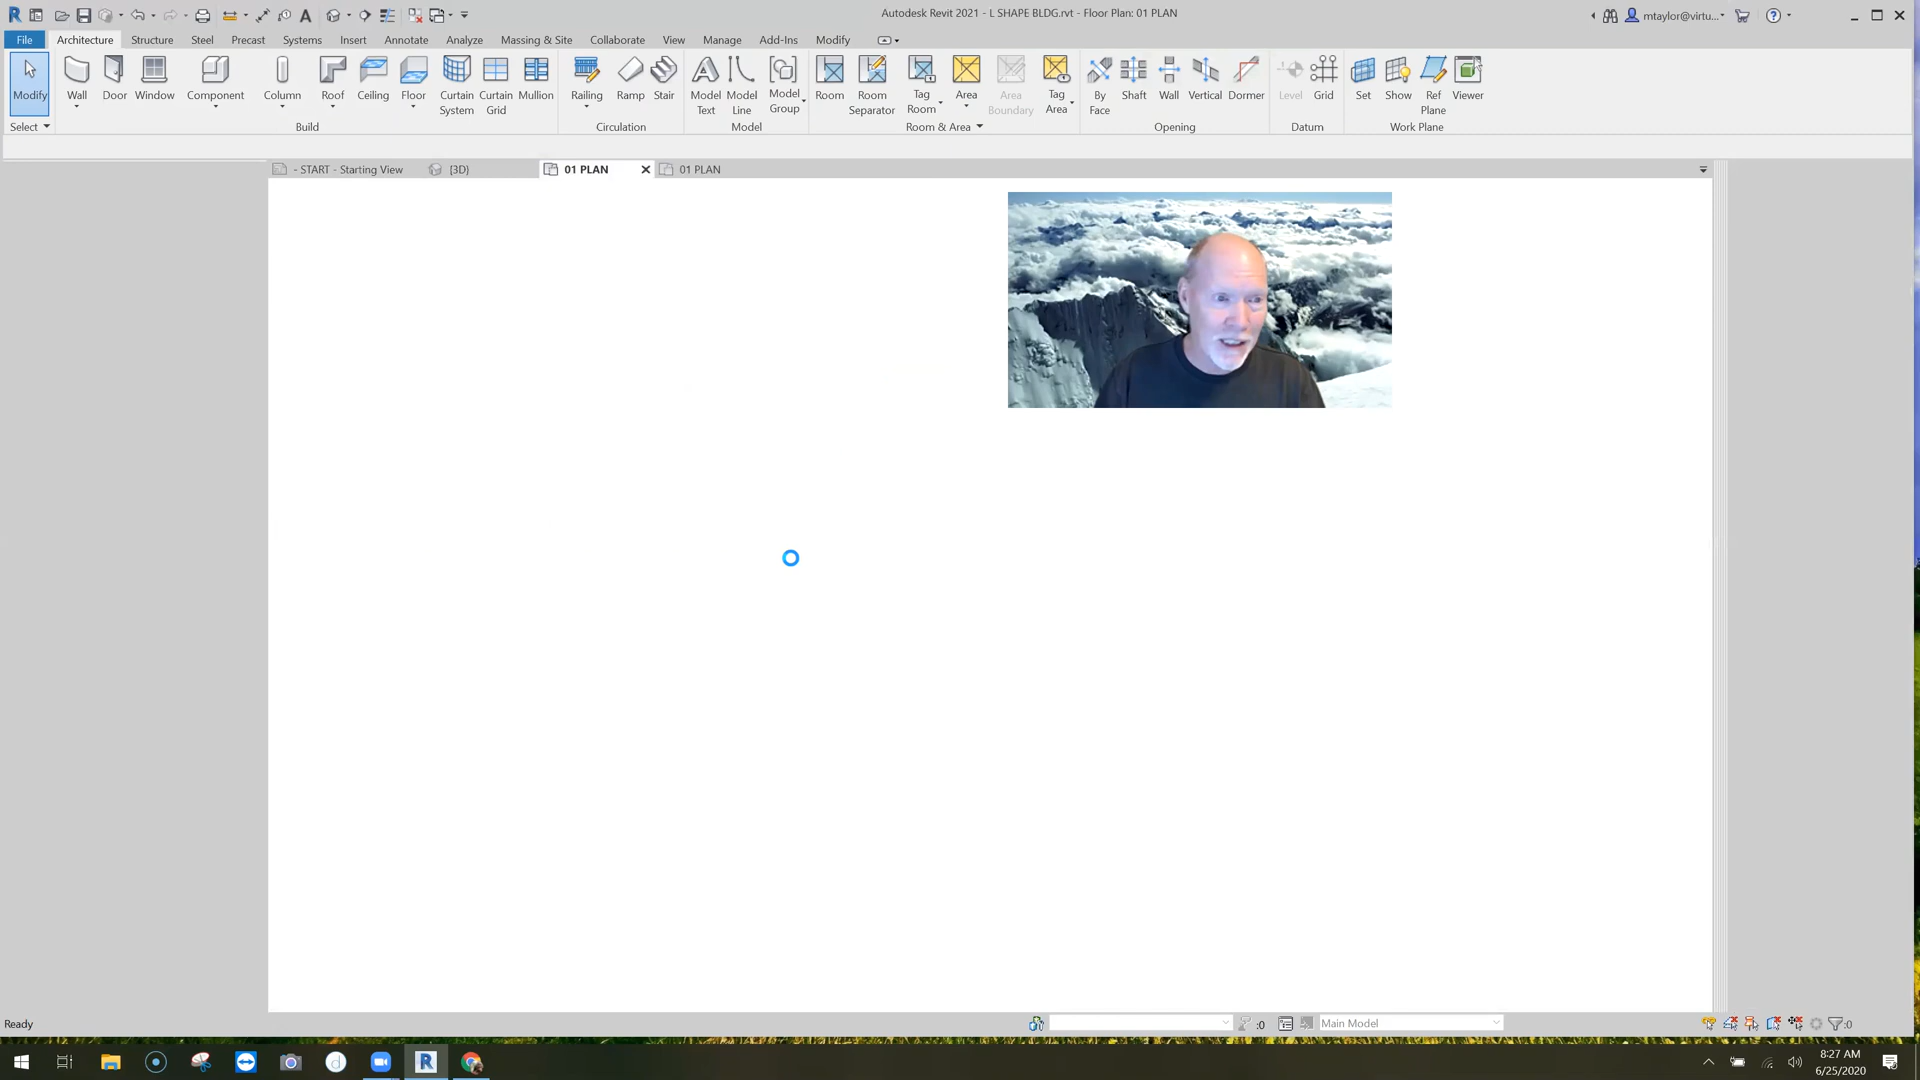 Autodesk Revit 2021 - L SHAPE BLDG.rvt - Floor Plan: 01 PLAN
mtaylor@virtu...
File Architecture Structure Steel Precast Systems Insert Annotate Analyze Massing & Site Collaborate View Manage Add-Ins Modify
Modify Wall Door Window Component Column Roof Ceiling Floor Curtain System Curtain Grid Mullion Railing Ramp Stair Model Text Model Line Model Group Room Room Separator Tag Room Area Area Boundary Tag Area By Face Shaft Wall Vertical Dormer Level Grid Set Show Ref Plane Viewer
Select Build Circulation Model Room & Area Opening Datum Work Plane
- START - Starting View {3D} 01 PLAN 01 PLAN
Ready :0 Main Model :0
8:27 AM
6/25/2020